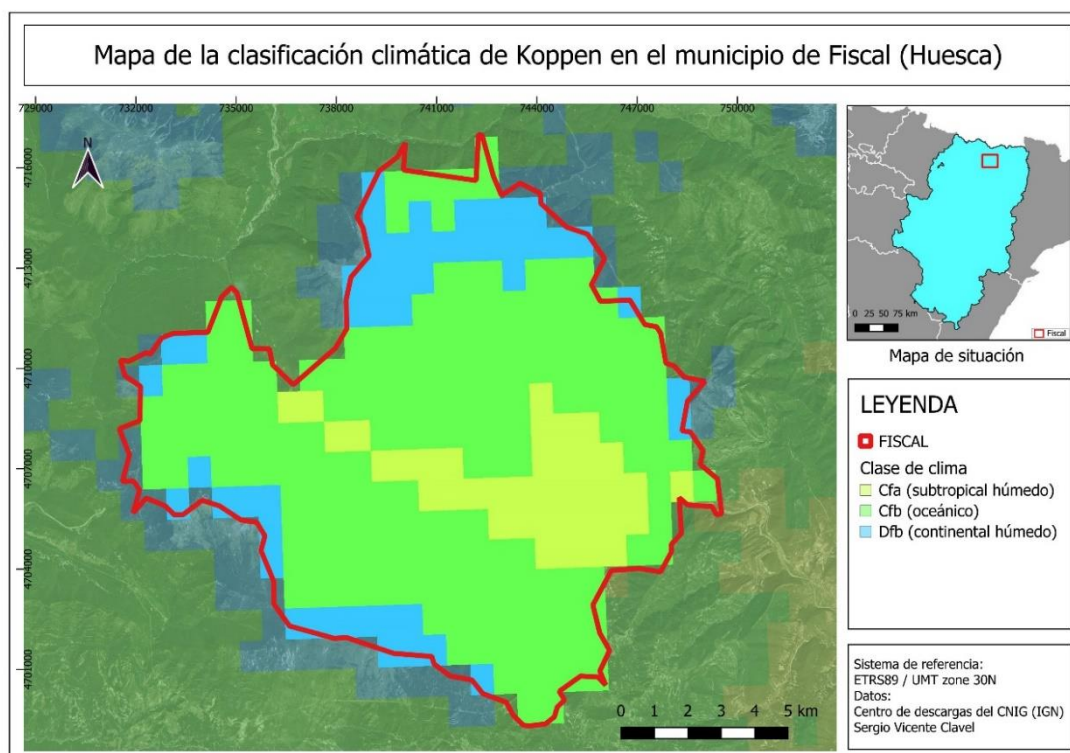 Mapa de la clasificación climática de Koppen en el municipio de Fiscal (Huesca)
729000 732000 735000 738000 741000 744000 747000 750000
4716000
4713000
4710000
4707000
4704000
4701000
N
0 1 2 3 4 5 km
0 25 50 75 km
Fiscal
Mapa de situación
LEYENDA
FISCAL
Clase de clima
Cfa (subtropical húmedo)
Cfb (oceánico)
Dfb (continental húmedo)
Sistema de referencia:
ETRS89 / UMT zone 30N
Datos:
Centro de descargas del CNIG (IGN)
Sergio Vicente Clavel